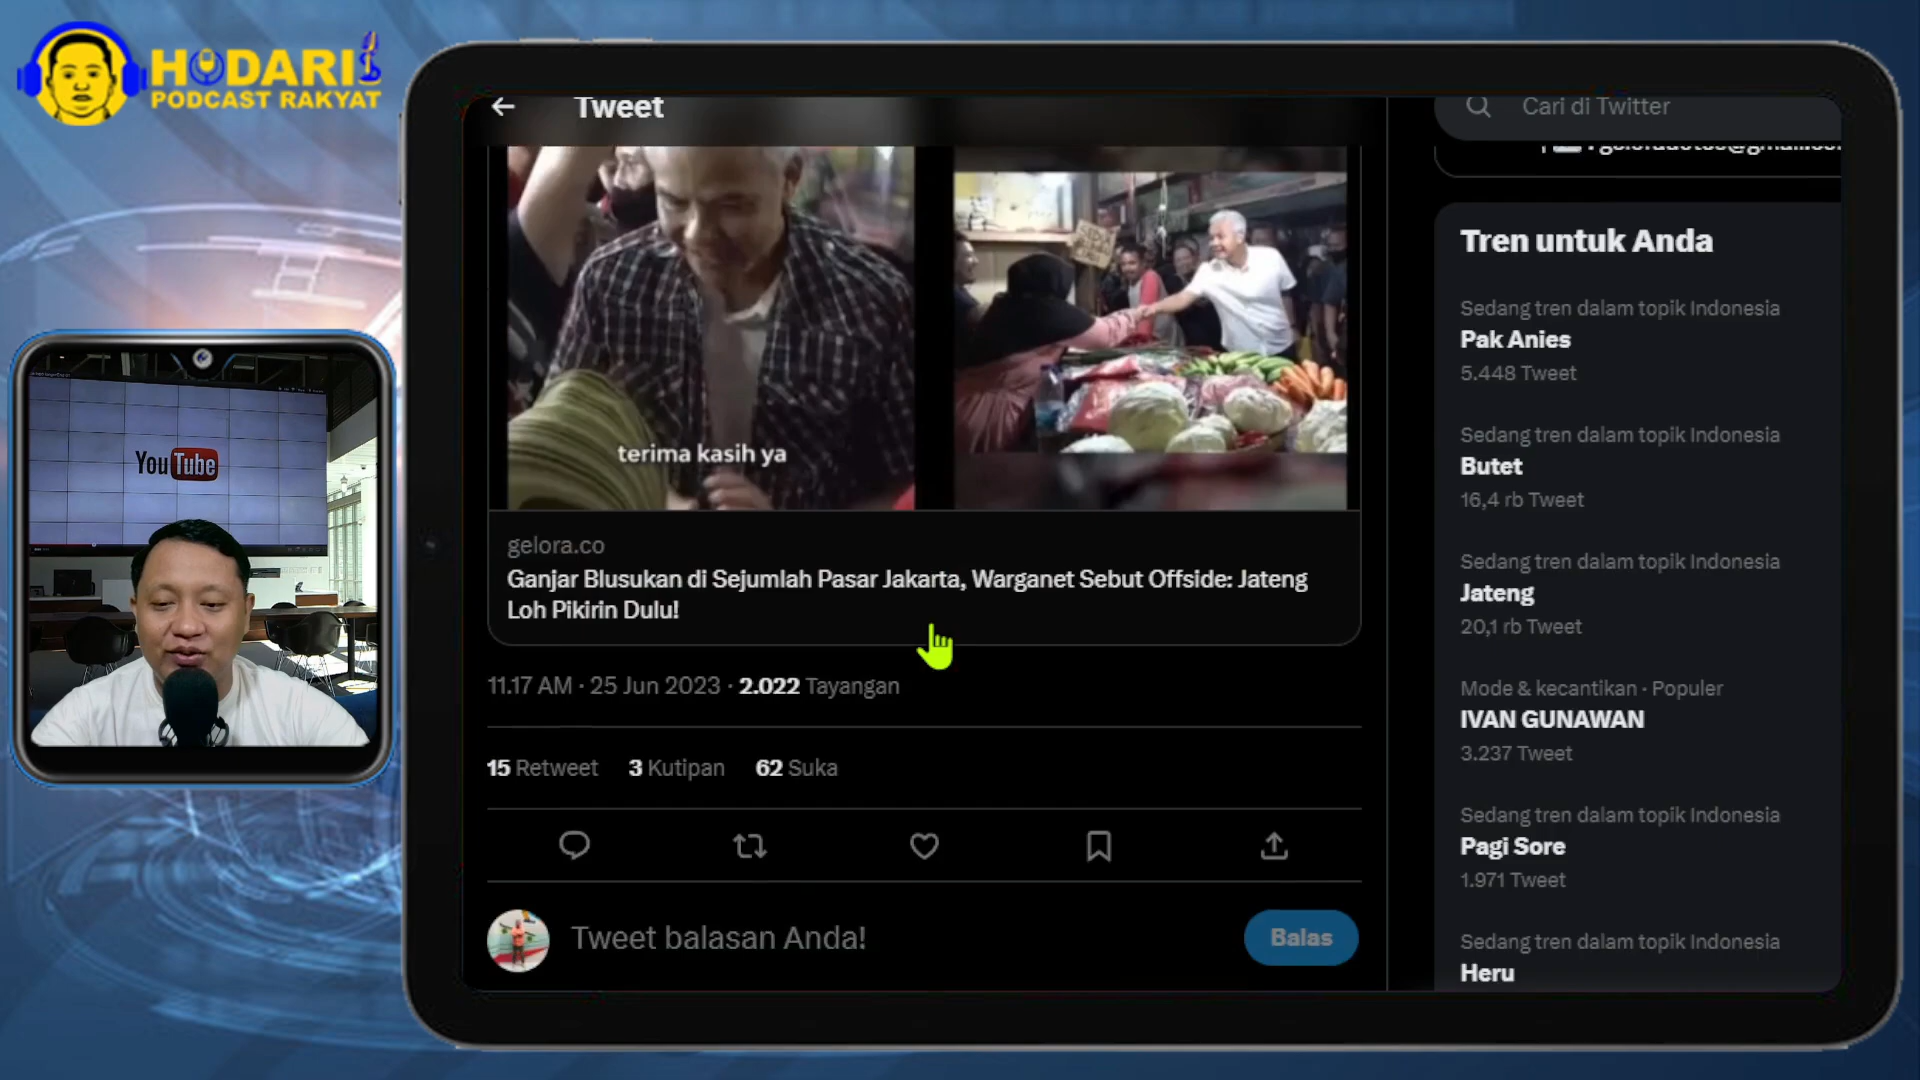 HODARI
PODCAST RAKYAT
YouTube
Tweet
terima kasih ya
gelora.co
Ganjar Blusukan di Sejumlah Pasar Jakarta, Warganet Sebut Offside: Jateng
Loh Pikirin Dulu!
11.17 AM · 25 Jun 2023 · 2.022 Tayangan
15 Retweet 3 Kutipan 62 Suka
Tweet balasan Anda!
Balas
Cari di Twitter
Tren untuk Anda
Sedang tren dalam topik Indonesia
Pak Anies
5.448 Tweet
Sedang tren dalam topik Indonesia
Butet
16,4 rb Tweet
Sedang tren dalam topik Indonesia
Jateng
20,1 rb Tweet
Mode & kecantikan · Populer
IVAN GUNAWAN
3.237 Tweet
Sedang tren dalam topik Indonesia
Pagi Sore
1.971 Tweet
Sedang tren dalam topik Indonesia
Heru